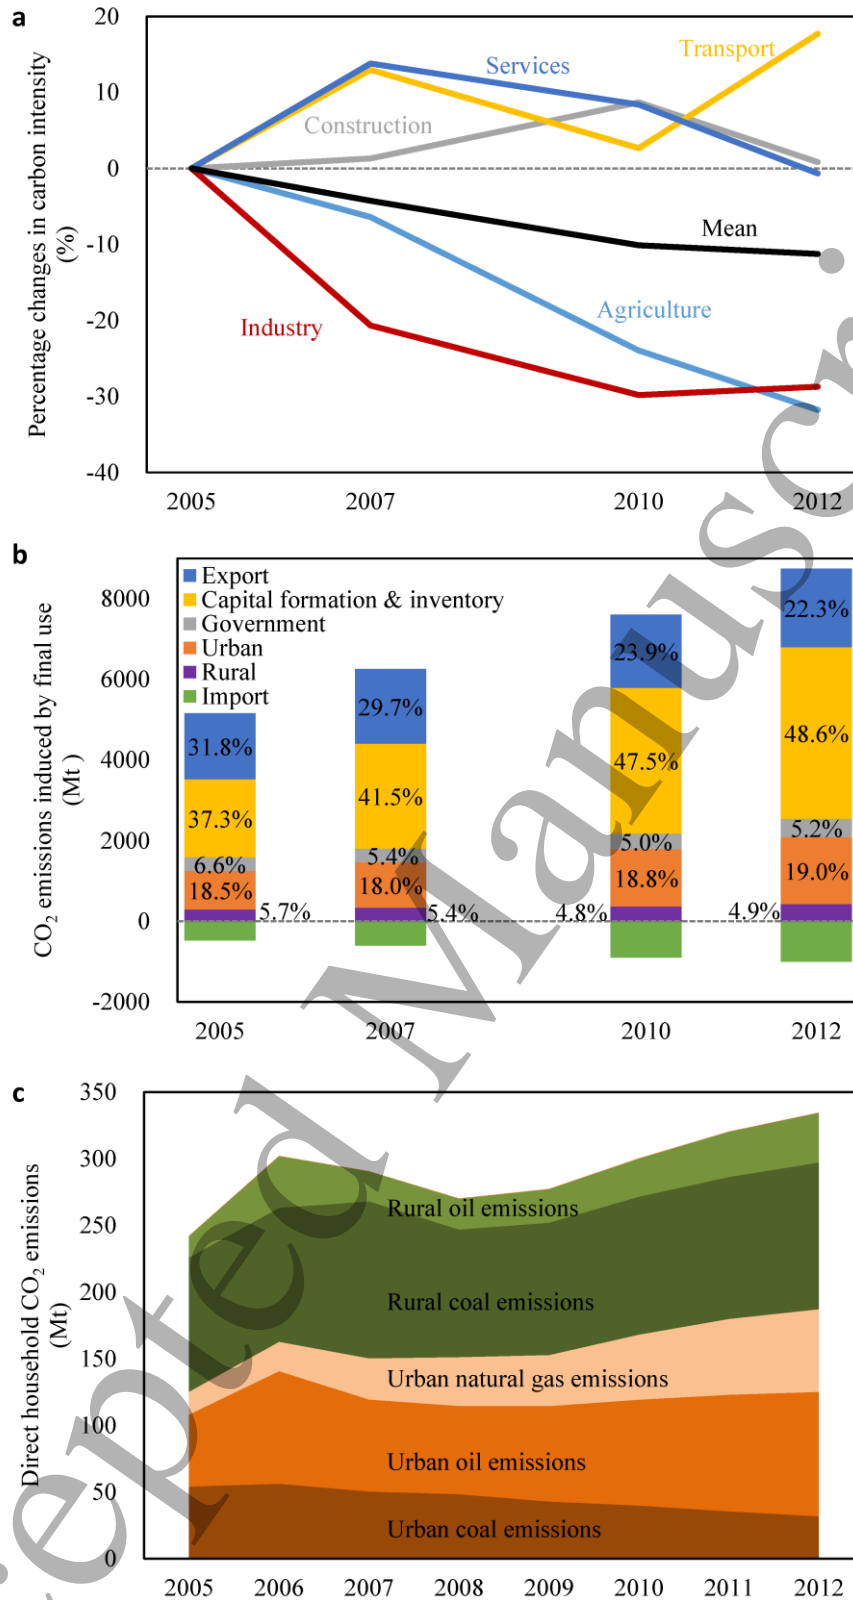 a
Percentage changes in carbon intensity
(%)
20
10
0
-10
-20
-30
-40
Services
Transport
Construction
Mean
Agriculture
Industry
2005 2007 2010 2012
b
CO₂ emissions induced by final use
(Mt )
8000
6000
4000
2000
0
-2000
Export
Capital formation & inventory
Government
Urban
Rural
Import
31.8%
37.3%
6.6%
18.5%
5.7%
29.7%
41.5%
5.4%
18.0%
5.4%
23.9%
47.5%
5.0%
18.8%
4.8%
22.3%
48.6%
5.2%
19.0%
4.9%
2005 2007 2010 2012
c
Direct household CO₂ emissions
(Mt)
350
300
250
200
150
100
50
0
Rural oil emissions
Rural coal emissions
Urban natural gas emissions
Urban oil emissions
Urban coal emissions
2005 2006 2007 2008 2009 2010 2011 2012
epted Manuscr